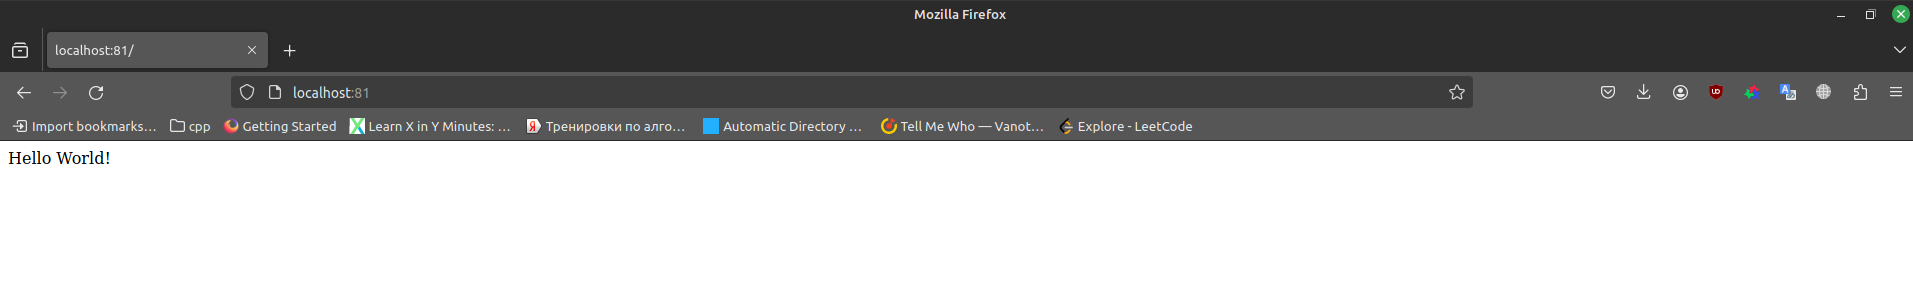 Mozilla Firefox
localhost:81/
localhost:81
Import bookmarks... cpp Getting Started Learn X in Y Minutes: ... Тренировки по алго... Automatic Directory ... Tell Me Who — Vanot... Explore - LeetCode
Hello World!